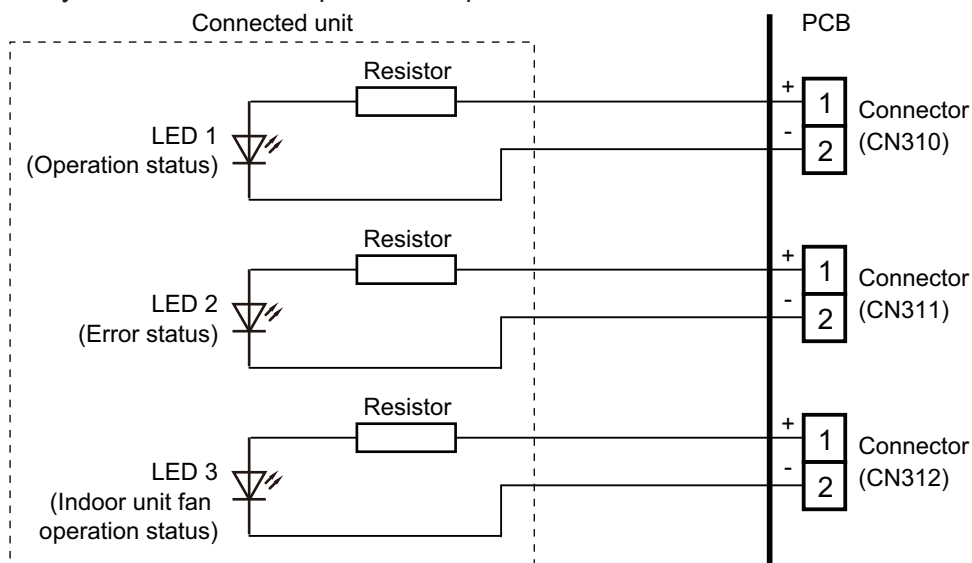 Connected unit
PCB
Resistor
LED 1
(Operation status)
+
-
1
2
Connector
(CN310)
Resistor
LED 2
(Error status)
+
-
1
2
Connector
(CN311)
Resistor
LED 3
(Indoor unit fan
operation status)
+
-
1
2
Connector
(CN312)